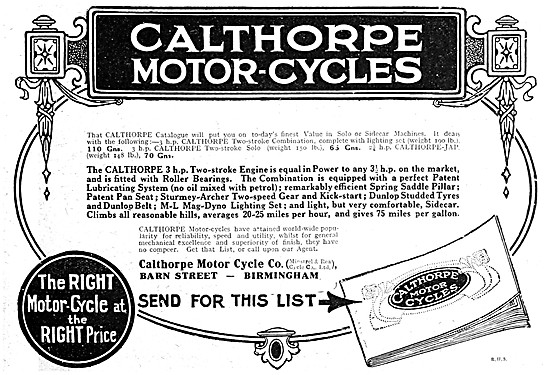 CALTHORPE
MOTOR-CYCLES
That CALTHORPE Catalogue will put you on to-day's finest Value in Solo or Sidecar Machines. It deals
with the following:—3 h.p. CALTHORPE Two-stroke Combination, complete with lighting set (weight 190 lb.),
110 Gns. 3 h.p. CALTHORPE Two-stroke Solo (weight 130 lb.), 65 Gns. 2¾ h.p. CALTHORPE-JAP
(weight 148 lb.), 70 Gns.
The CALTHORPE 3 h.p. Two-stroke Engine is equal in Power to any 3½ h.p. on the market,
and is fitted with Roller Bearings. The Combination is equipped with a perfect Patent
Lubricating System (no oil mixed with petrol); remarkably efficient Spring Saddle Pillar;
Patent Pan Seat; Sturmey-Archer Two-speed Gear and Kick-start; Dunlop Studded Tyres
and Dunlop Belt; M-L Mag-Dyno Lighting Set; and light, but very comfortable, Sidecar.
Climbs all reasonable hills, averages 20-25 miles per hour, and gives 75 miles per gallon.
CALTHORPE Motor-cycles have attained world-wide popu-
larity for reliability, speed and utility, whilst for general
mechanical excellence and superiority of finish, they have
no compeer. Get that List, or call upon our Agent.
Calthorpe Motor Cycle Co. (Minstrel & Rea Cycle Co., Ltd.),
BARN STREET — BIRMINGHAM
The RIGHT
Motor-Cycle at
the
RIGHT Price
SEND FOR THIS LIST
CALTHORPE
MOTOR
CYCLES